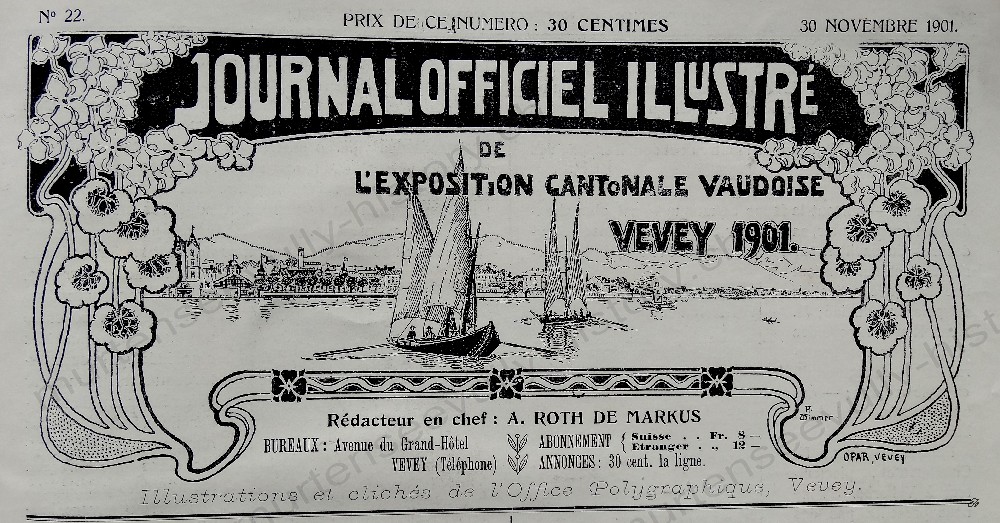 Nº 22.
PRIX DE CE NUMERO : 30 CENTIMES
30 NOVEMBRE 1901.
JOURNAL OFFICIEL ILLUSTRé
DE
L'EXPOSITION CANTONALE VAUDOISE
VEVEY 1901.
Rédacteur en chef : A. ROTH DE MARKUS
BUREAUX : Avenue du Grand-Hôtel
VEVEY (Téléphone)
ABONNEMENT { Suisse : Fr. 8 —
Etranger : „ 12 —
ANNONCES : 30 cent. la ligne.
OPAR, VEVEY
Illustrations et clichés de l'Office Polygraphique, Vevey.